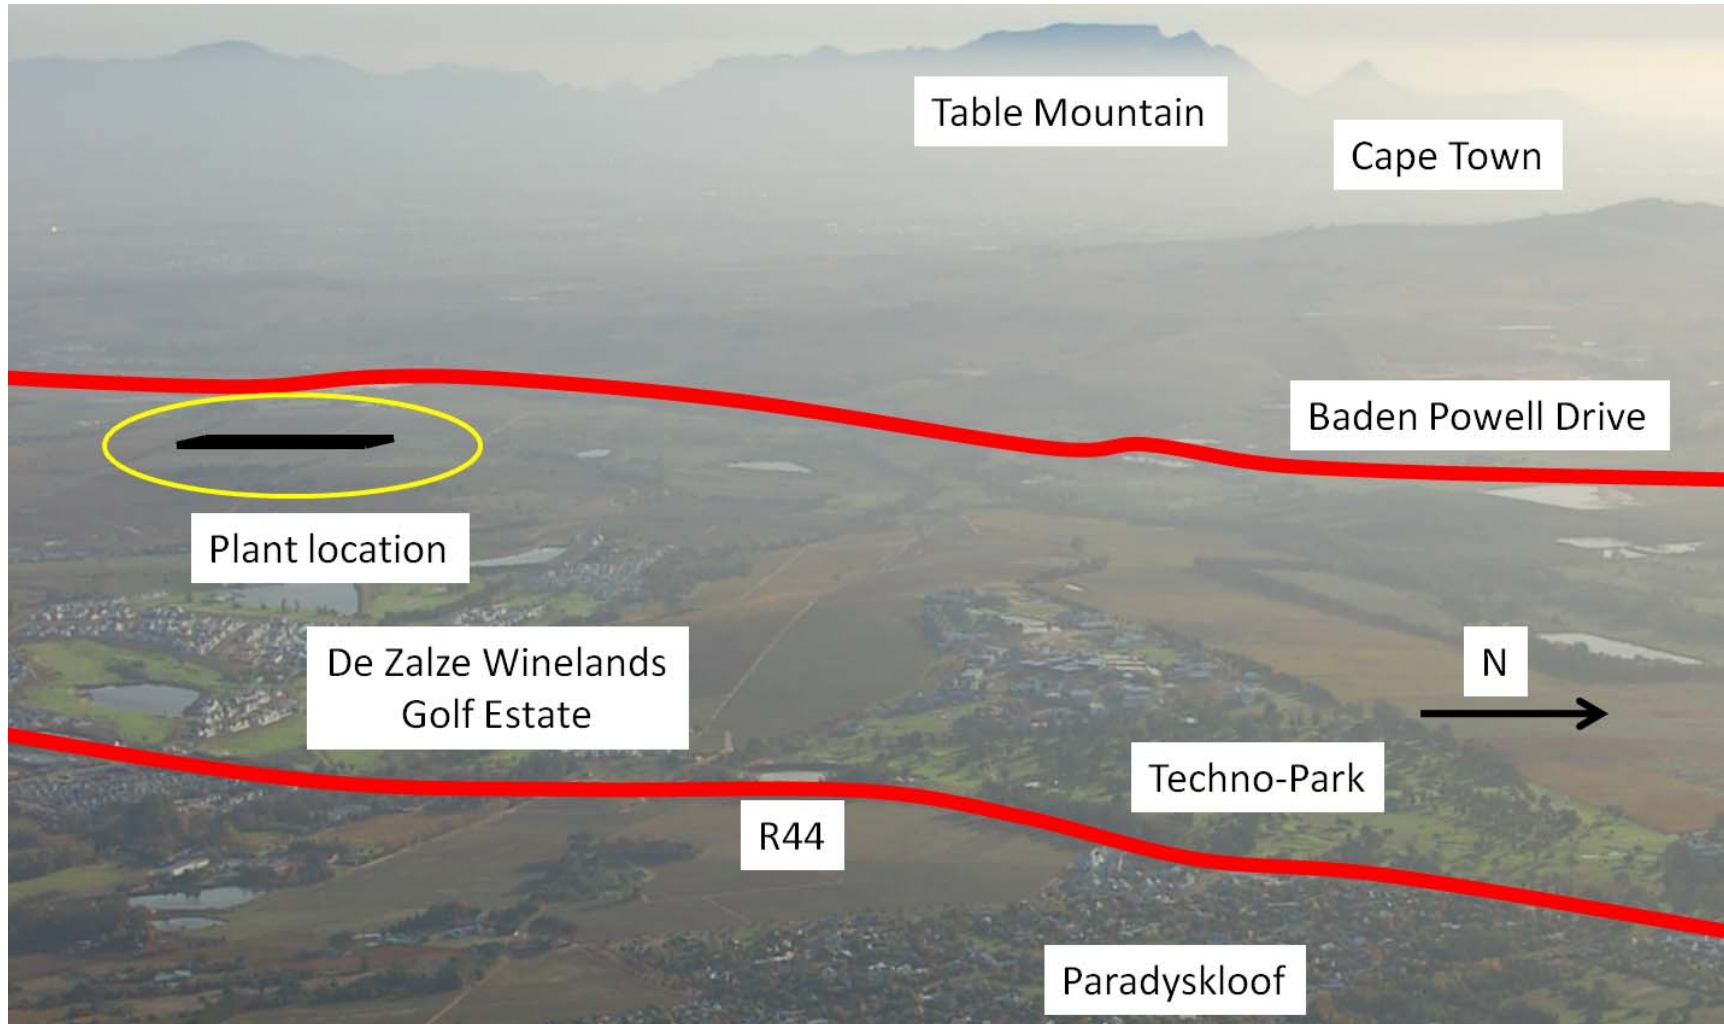 Table Mountain
Cape Town
Baden Powell Drive
Plant location
De Zalze Winelands
Golf Estate
N
Techno-Park
R44
Paradyskloof